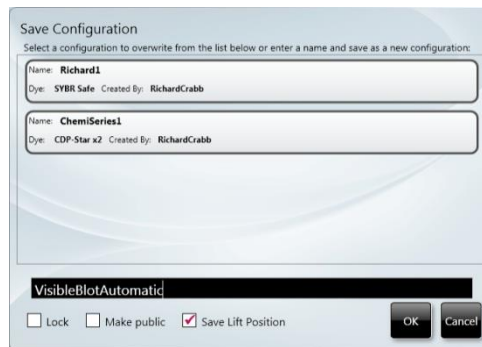 Save Configuration
Select a configuration to overwrite from the list below or enter a name and save as a new configuration:
Name: Richard1
Dye: SYBR Safe Created By: RichardCrabb
Name: ChemiSeries1
Dye: CDP-Star x2 Created By: RichardCrabb
VisibleBlotAutomatic
Lock Make public Save Lift Position OK Cancel